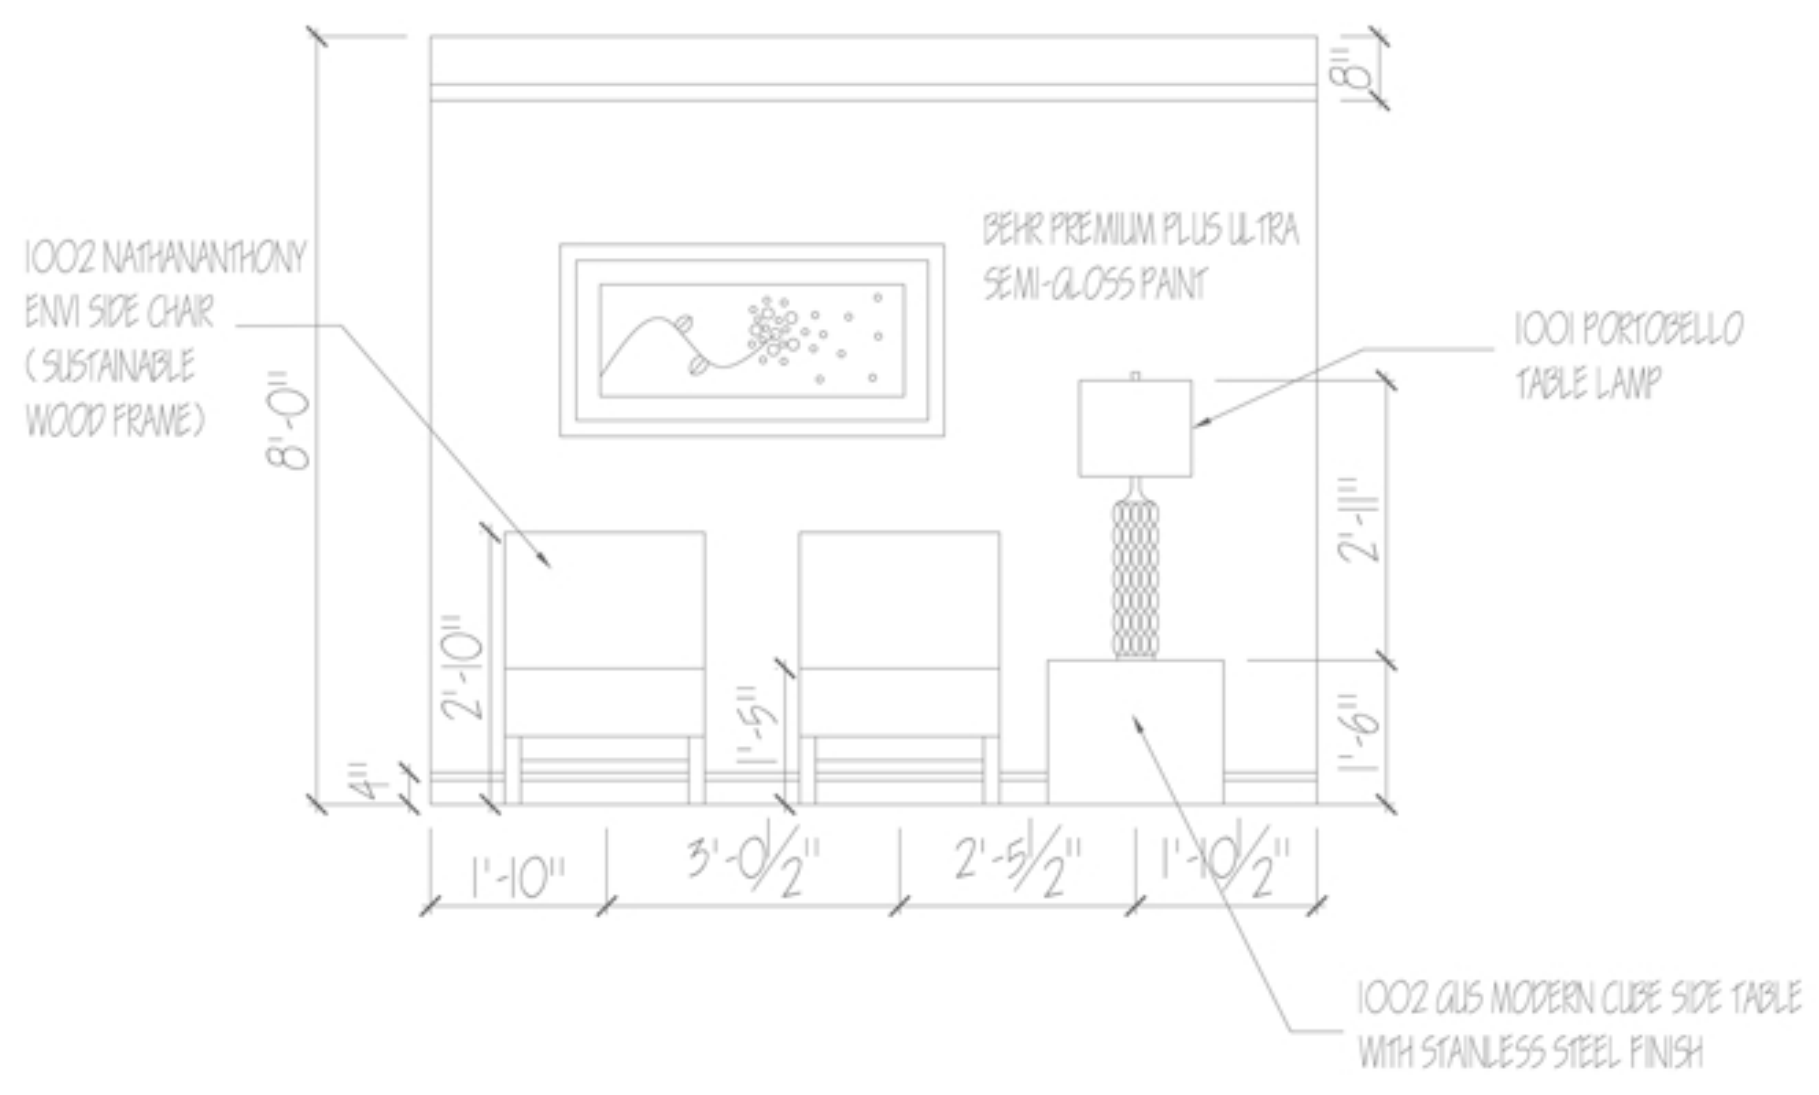 8"
BEHR PREMIUM PLUS ULTRA
SEMI-GLOSS PAINT
1002 NATHANANTHONY
ENVI SIDE CHAIR
( SUSTAINABLE
WOOD FRAME)
8'-0"
1001 PORTOBELLO
TABLE LAMP
2'-11"
2'-10"
1'-5"
1'-6"
4"
1'-10"
3'-01/2"
2'-51/2"
1'-101/2"
1002 GUS MODERN CUBE SIDE TABLE
WITH STAINLESS STEEL FINISH